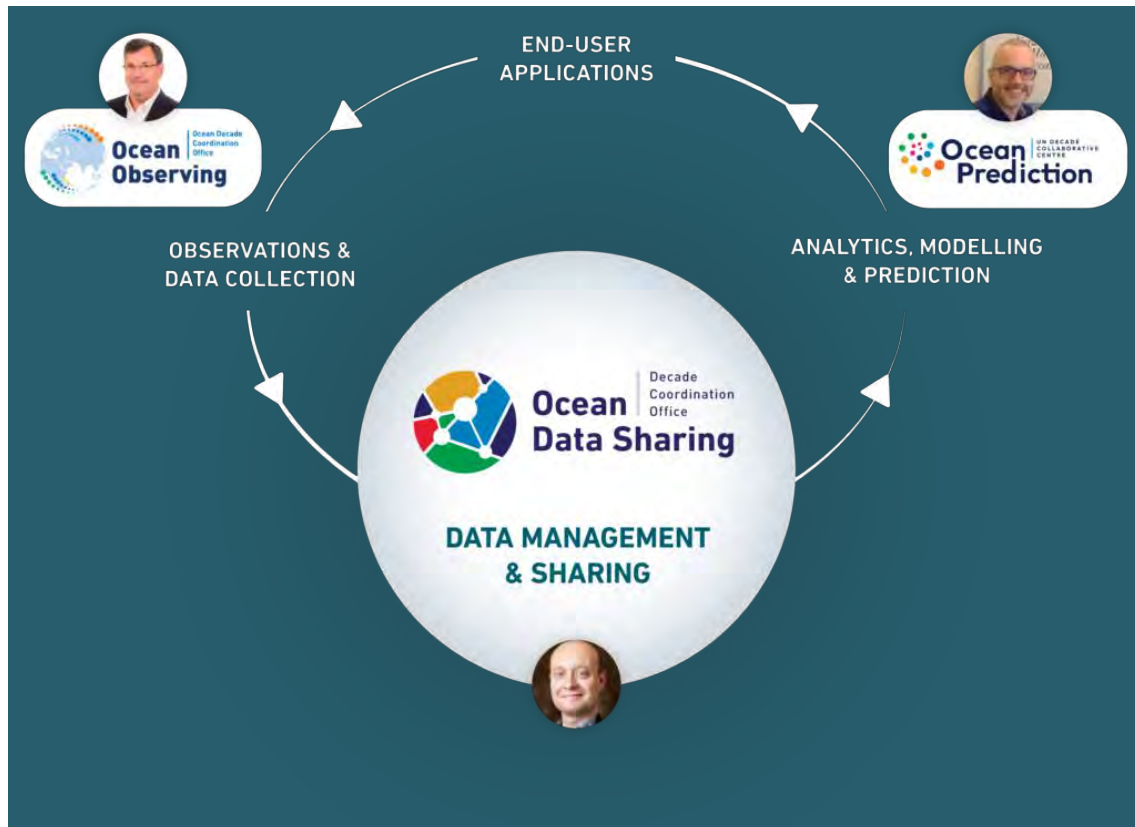 END-USER
APPLICATIONS
Ocean Decade
Coordination
Office
Ocean
Observing
UN DECADE
COLLABORATIVE
CENTRE
Ocean
Prediction
OBSERVATIONS &
DATA COLLECTION
ANALYTICS, MODELLING
& PREDICTION
Decade
Coordination
Office
Ocean
Data Sharing
DATA MANAGEMENT
& SHARING